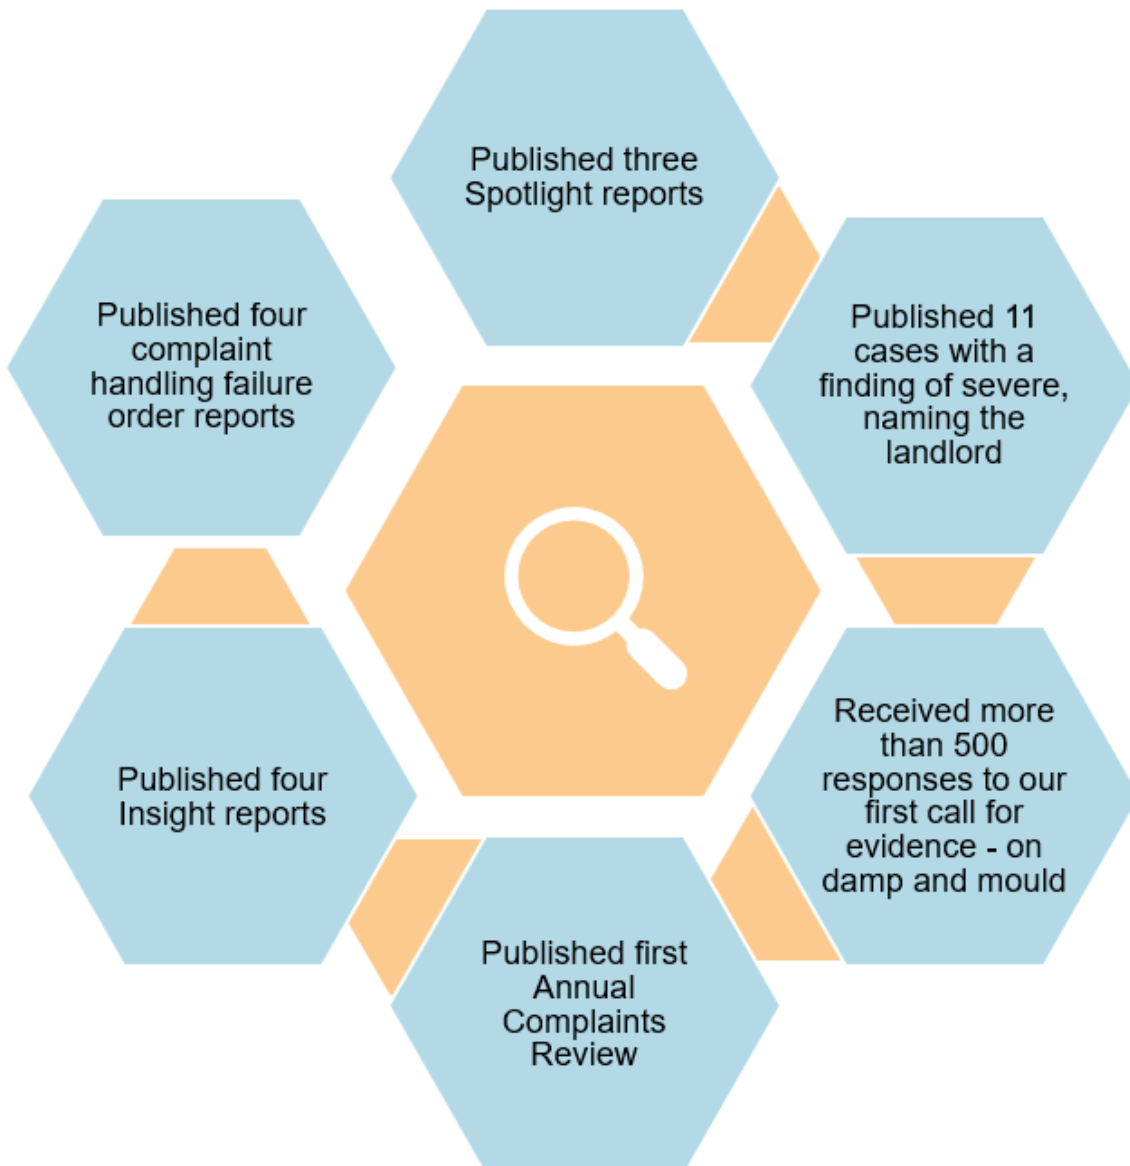 Published three
Spotlight reports
Published 11
cases with a
finding of severe,
naming the
landlord
Received more
than 500
responses to our
first call for
evidence - on
damp and mould
Published first
Annual
Complaints
Review
Published four
Insight reports
Published four
complaint
handling failure
order reports